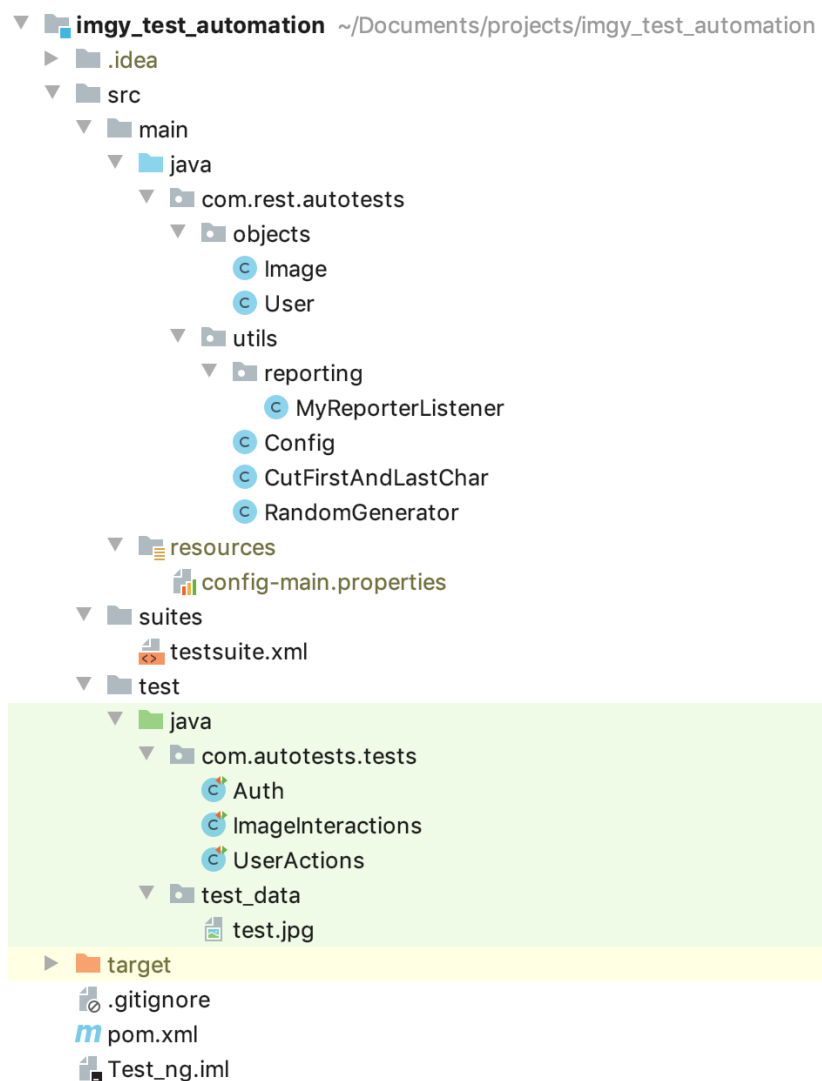 imgy_test_automation ~/Documents/projects/imgy_test_automation
.idea
src
main
java
com.rest.autotests
objects
C Image
C User
utils
reporting
C MyReporterListener
C Config
C CutFirstAndLastChar
C RandomGenerator
resources
config-main.properties
suites
<> testsuite.xml
test
java
com.autotests.tests
C Auth
C ImageInteractions
C UserActions
test_data
test.jpg
target
.gitignore
m pom.xml
Test_ng.iml